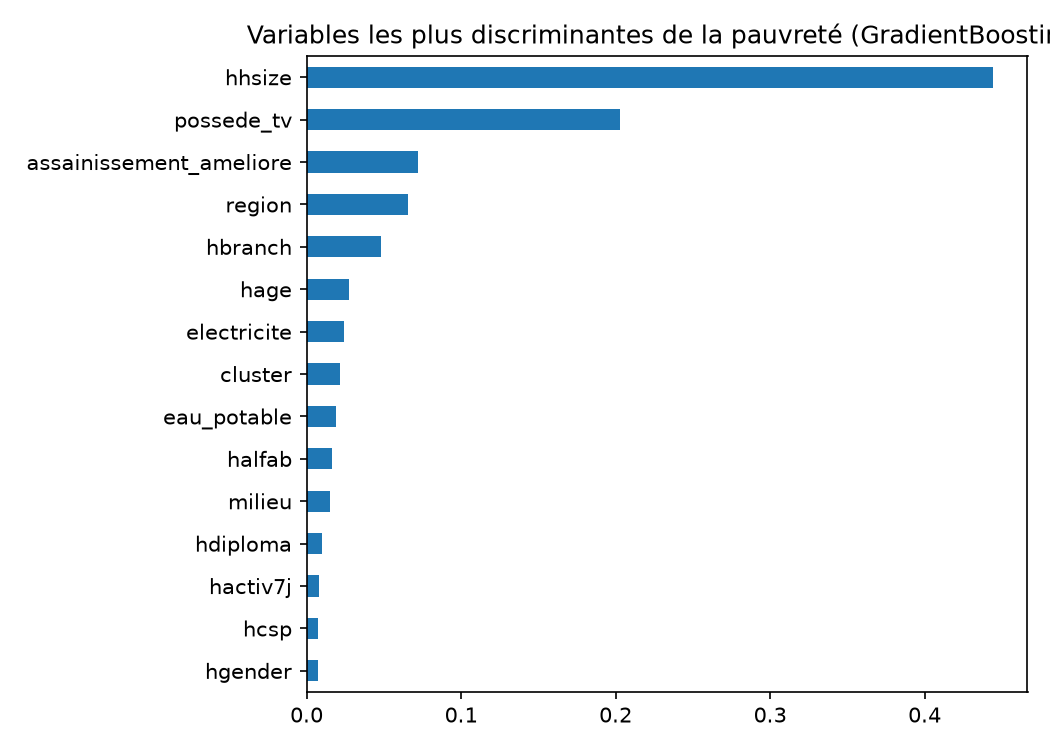 Variables les plus discriminantes de la pauvreté (GradientBoostin
hhsize
possede_tv
assainissement_ameliore
region
hbranch
hage
electricite
cluster
eau_potable
halfab
milieu
hdiploma
hactiv7j
hcsp
hgender
0.0 0.1 0.2 0.3 0.4